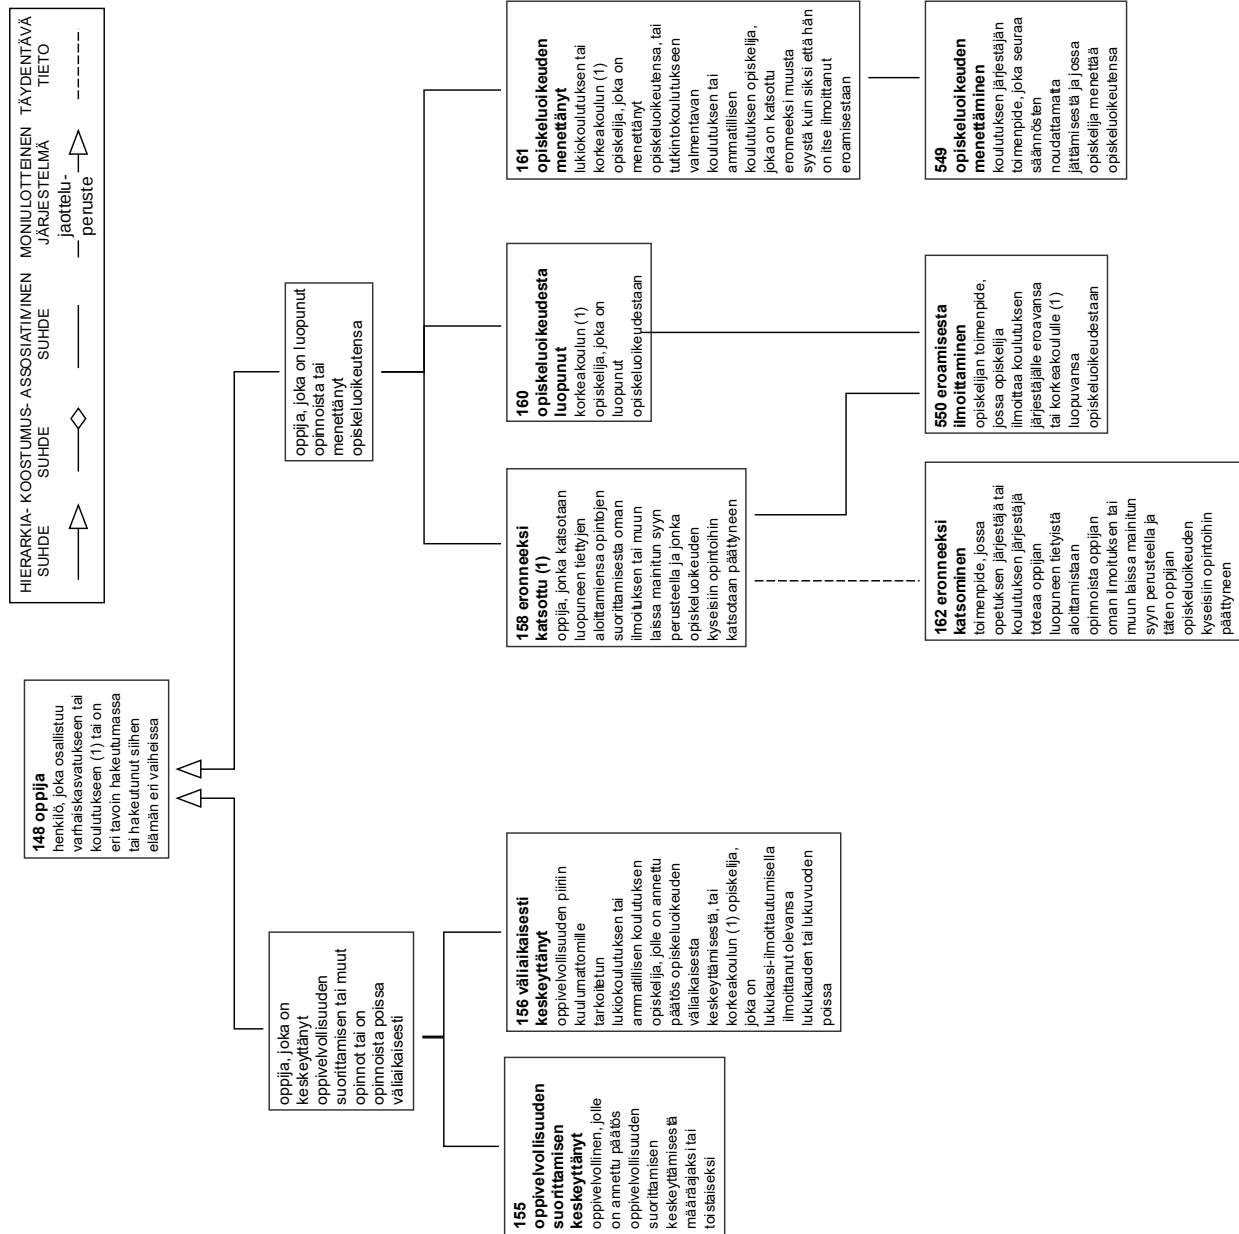 HIERARKIA- KOOSTUMUS- ASSOSIATIIVINEN MONIULOTTEINEN TÄYDENTÄVÄ
SUHDE SUHDE SUHDE JÄRJESTELMÄ TIETO
jaottelu-
peruste
148 oppija
henkilö, joka osallistuu
varhaiskasvatukseen tai
koulutukseen (1) tai on
eri tavoin hakeutumassa
tai hakeutunut siihen
elämän eri vaiheissa
oppija, joka on
keskeyttänyt
oppivelvollisuuden
suorittamisen tai muut
opinnot tai on
opinnoista poissa
väliaikaisesti
oppija, joka on luopunut
opinnoista tai
menettänyt
opiskeluoikeutensa
155
oppivelvollisuuden
suorittamisen
keskeyttänyt
oppivelvollinen, jolle
on annettu päätös
oppivelvollisuuden
suorittamisen
keskeyttämisestä
määräajaksi tai
toistaiseksi
156 väliaikaisesti
keskeyttänyt
oppivelvollisuuden piiriin
kuulumattomille
tarkoitetun
lukiokoulutuksen tai
ammatillisen koulutuksen
opiskelija, jolle on annettu
päätös opiskeluoikeuden
väliaikaisesta
keskeyttämisestä, tai
korkeakoulun (1) opiskelija,
joka on
lukukausi-ilmoittautumisella
ilmoittanut olevansa
lukukauden tai lukuvuoden
poissa
158 eronneeksi
katsottu (1)
oppija, jonka katsotaan
luopuneen tiettyjen
aloittamiensa opintojen
suorittamisesta oman
ilmoituksen tai muun
laissa mainitun syyn
perusteella ja jonka
opiskeluoikeuden
kyseisiin opintoihin
katsotaan päättyneen
160
opiskeluoikeudesta
luopunut
korkeakoulun (1)
opiskelija, joka on
luopunut
opiskeluoikeudestaan
161
opiskeluoikeuden
menettänyt
lukiokoulutuksen tai
korkeakoulun (1)
opiskelija, joka on
menettänyt
opiskeluoikeutensa, tai
tutkintokoulutukseen
valmentavan
koulutuksen tai
ammatillisen
koulutuksen opiskelija,
joka on katsottu
eronneeksi muusta
syystä kuin siksi että hän
on itse ilmoittanut
eroamisestaan
162 eronneeksi
katsominen
toimenpide, jossa
opetuksen järjestäjä tai
koulutuksen järjestäjä
toteaa oppijan
luopuneen tietyistä
aloittamistaan
opinnoista oppijan
oman ilmoituksen tai
muun laissa mainitun
syyn perusteella ja
täten oppijan
opiskeluoikeuden
kyseisiin opintoihin
päättyneen
550 eroamisesta
ilmoittaminen
opiskelijan toimenpide,
jossa opiskelija
ilmoittaa koulutuksen
järjestäjälle eroavansa
tai korkeakoululle (1)
luopuvansa
opiskeluoikeudestaan
549
opiskeluoikeuden
menettäminen
koulutuksen järjestäjän
toimenpide, joka seuraa
säännösten
noudattamatta
jättämisestä ja jossa
opiskelija menettää
opiskeluoikeutensa